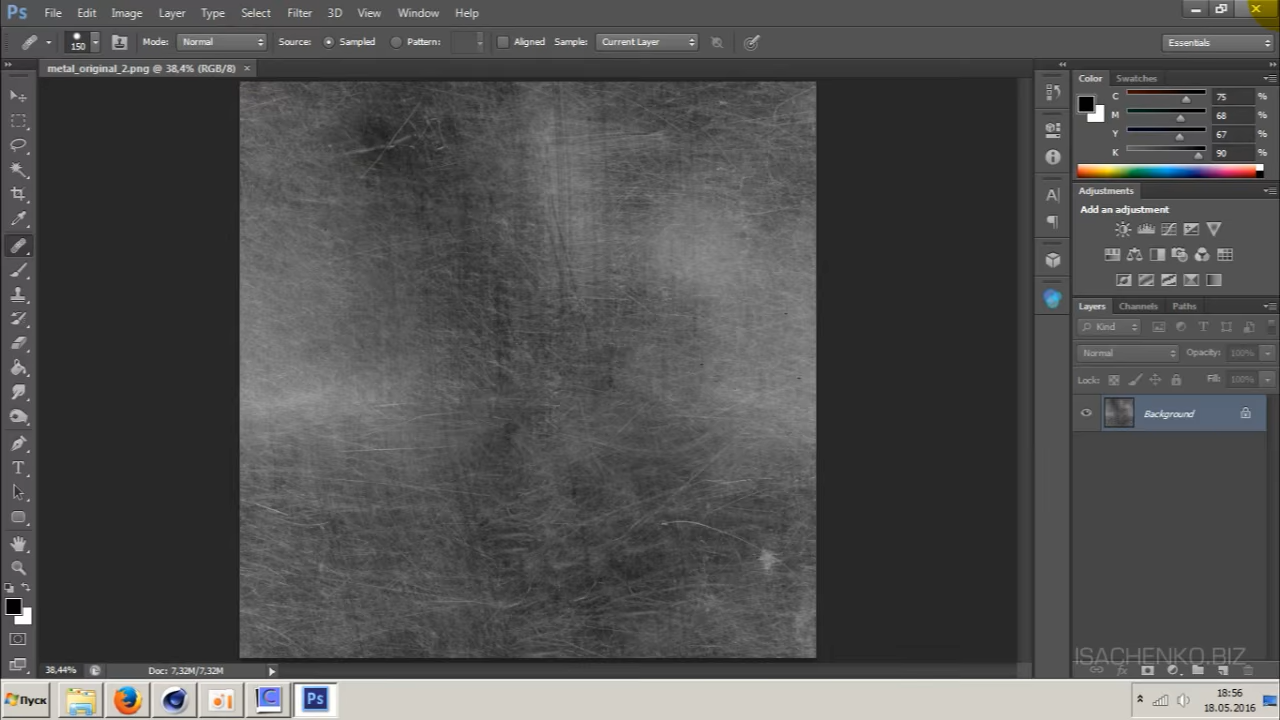 Ps File Edit Image Layer Type Select Filter 3D View Window Help
150 Mode: Normal Source: Sampled Pattern: Aligned Sample: Current Layer Essentials
metal_original_2.png @ 38,4% (RGB/8) ×
Color Swatches
C 75 %
M 68 %
Y 67 %
K 90 %
Adjustments
Add an adjustment
Layers Channels Paths
Kind
Normal Opacity: 100%
Lock: Fill: 100%
Background
ISACHENKO.BIZ
38,44% Doc: 7,32M/7,32M
Пуск Ps 18:56
18.05.2016